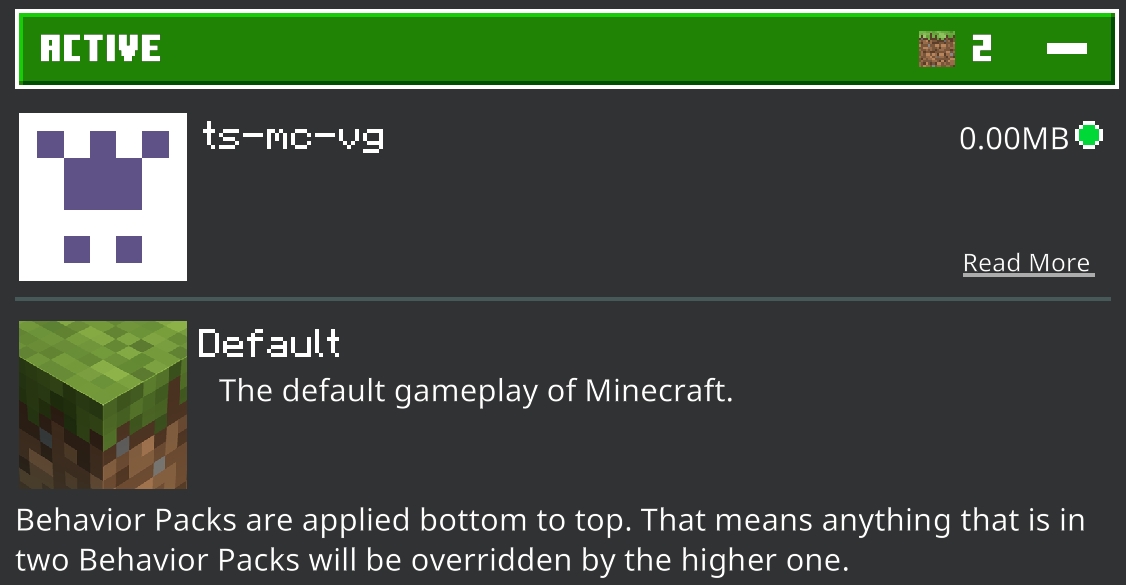 ACTIVE 2
ts-mc-vg 0.00MB
Read More
Default
The default gameplay of Minecraft.
Behavior Packs are applied bottom to top. That means anything that is in
two Behavior Packs will be overridden by the higher one.